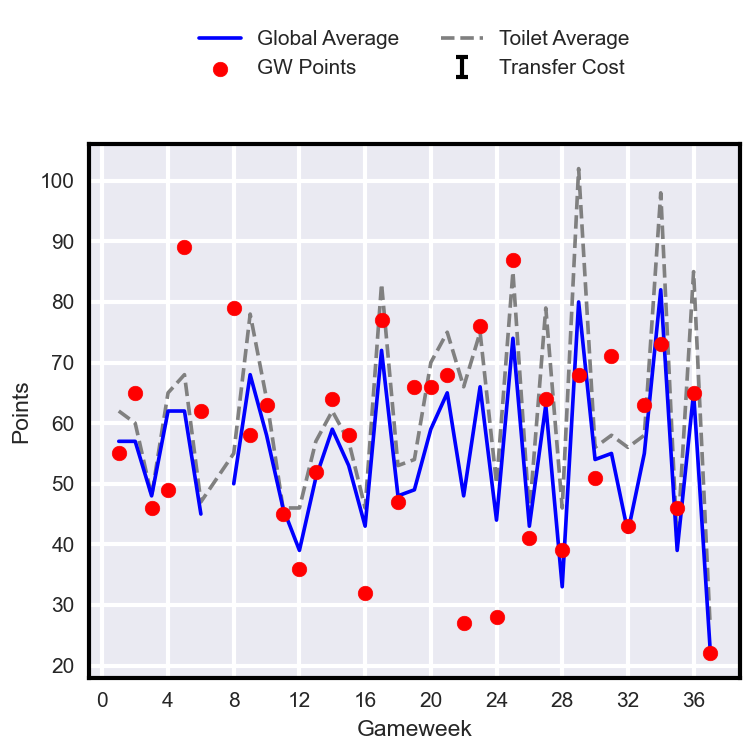 Global Average
Toilet Average
GW Points
Transfer Cost
100
90
80
70
60
50
40
30
20
Points
0 4 8 12 16 20 24 28 32 36
Gameweek